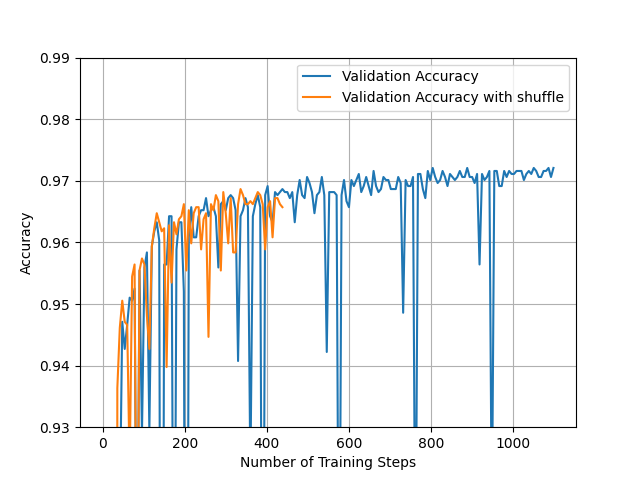 0.99
0.98
0.97
0.96
0.95
0.94
0.93
Accuracy
Validation Accuracy
Validation Accuracy with shuffle
0 200 400 600 800 1000
Number of Training Steps